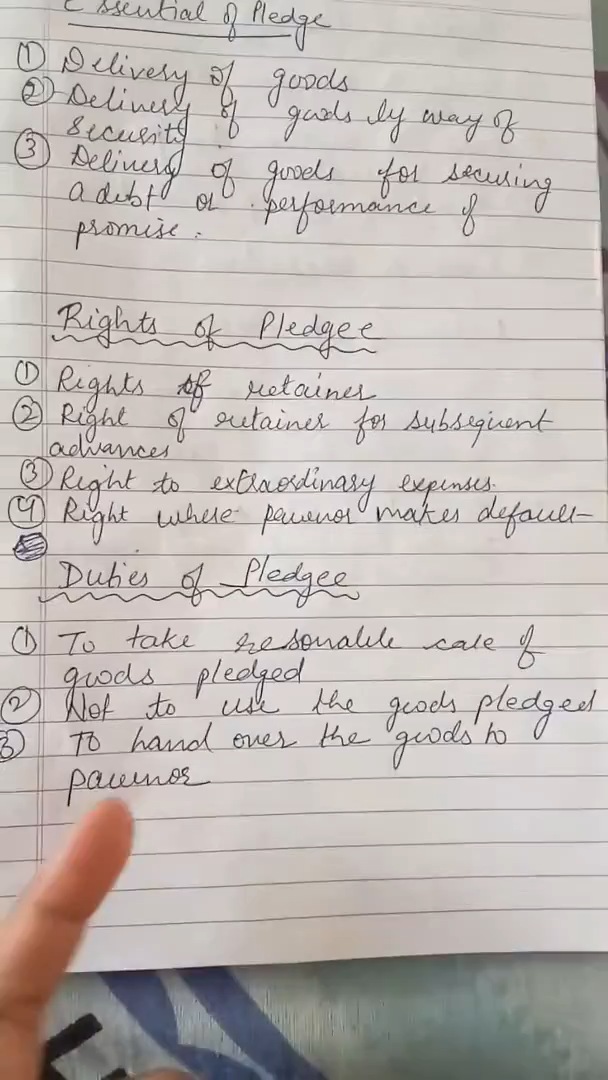 Essential of Pledge
① Delivery of goods
② Delivery of goods by way of
security
③ Delivery of goods for securing
a debt or performance of
promise.
Rights of Pledgee
① Rights of retainer
② Right of retainer for subsequent
advances
③ Right to extraordinary expenses.
④ Right where pawnor makes default
Duties of Pledgee
① To take resonable care of
goods pledged
② Not to use the goods pledged
③ To hand over the goods to
pawnor